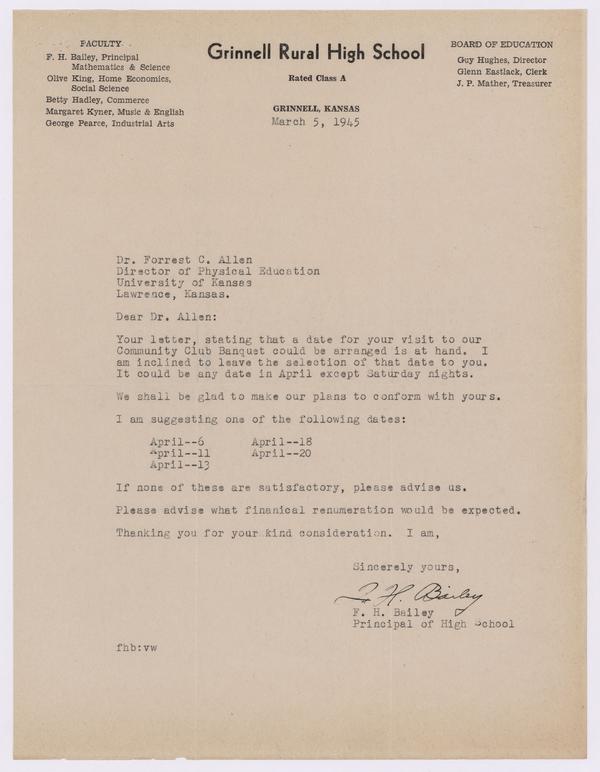 FACULTY
F. H. Bailey, Principal
Mathematics & Science
Olive King, Home Economics,
Social Science
Betty Hadley, Commerce
Margaret Kyner, Music & English
George Pearce, Industrial Arts
Grinnell Rural High School
Rated Class A
GRINNELL, KANSAS
March 5, 1945
BOARD OF EDUCATION
Guy Hughes, Director
Glenn Eastlack, Clerk
J. P. Mather, Treasurer
Dr. Forrest C. Allen
Director of Physical Education
University of Kansas
Lawrence, Kansas.
Dear Dr. Allen:
Your letter, stating that a date for your visit to our
Community Club Banquet could be arranged is at hand. I
am inclined to leave the selection of that date to you.
It could be any date in April except Saturday nights.
We shall be glad to make our plans to conform with yours.
I am suggesting one of the following dates:
April--6 April--18
April--11 April--20
April--13
If none of these are satisfactory, please advise us.
Please advise what finanical renumeration would be expected.
Thanking you for your kind consideration. I am,
Sincerely yours,
F. H. Bailey
F. H. Bailey
Principal of High School
fhb:vw